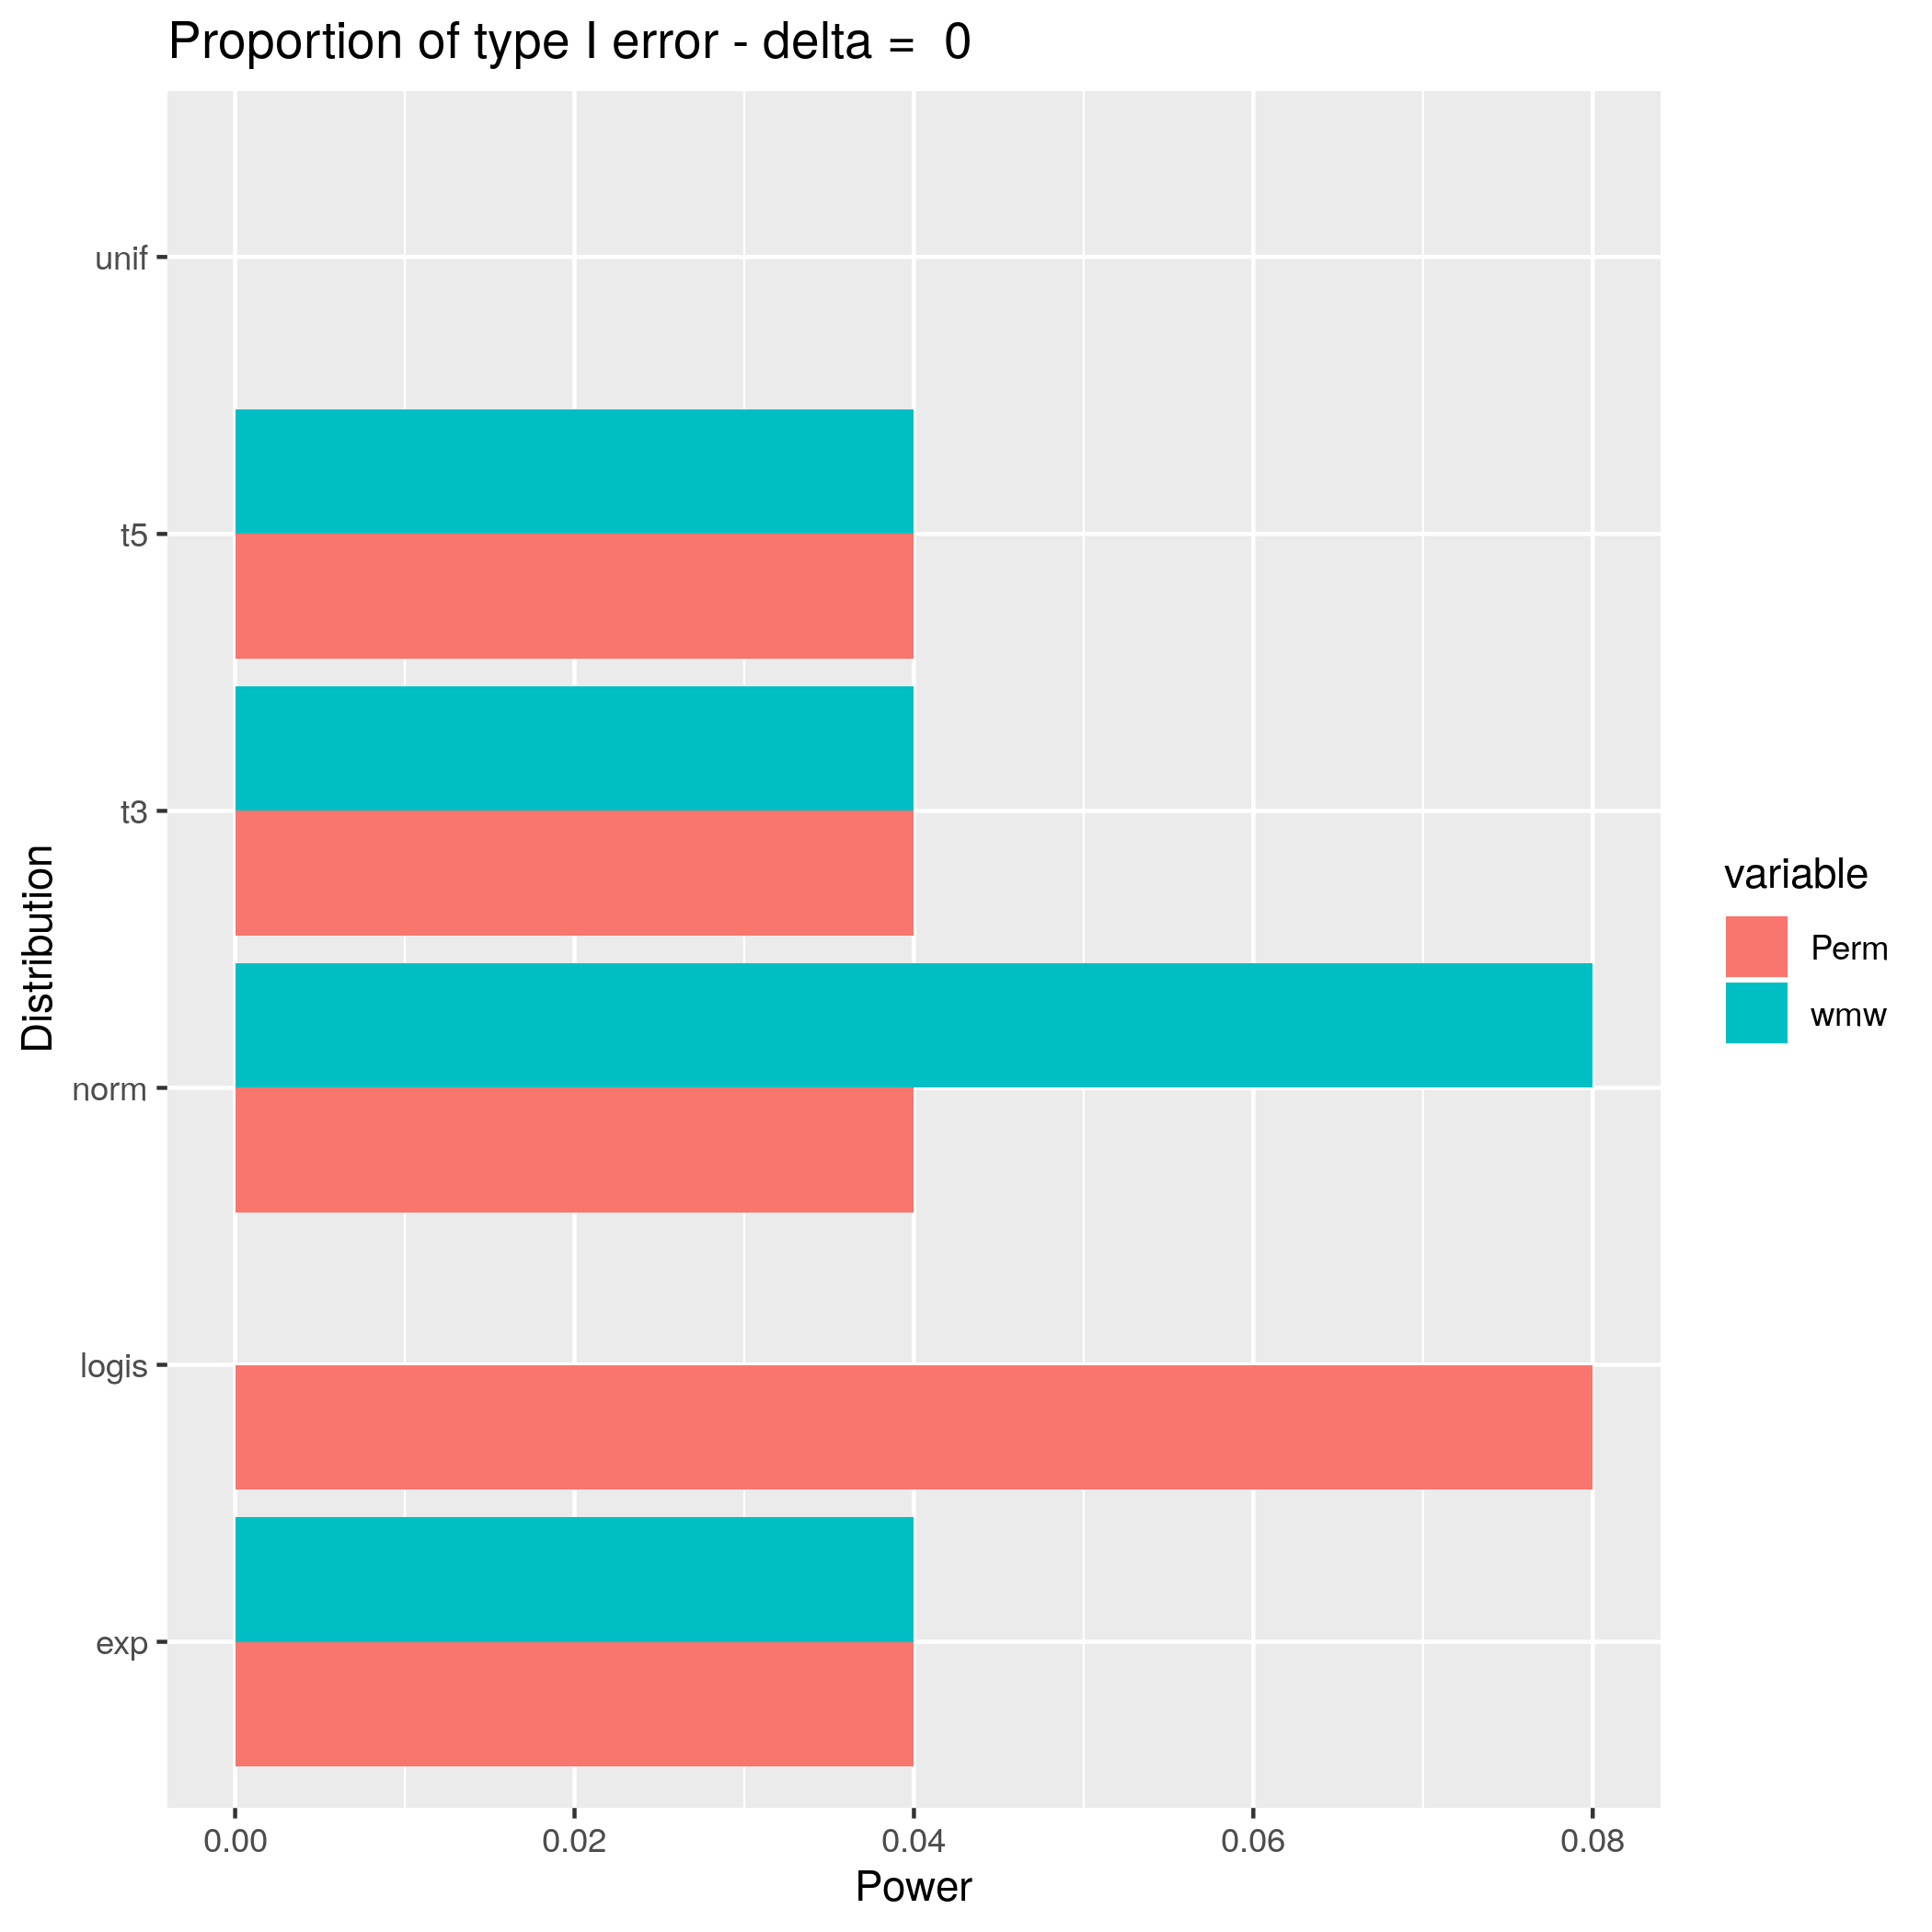 Proportion of type I error - delta =  0
unif
t5
t3
norm
logis
exp
Distribution
0.00 0.02 0.04 0.06 0.08
Power
variable
Perm
wmw